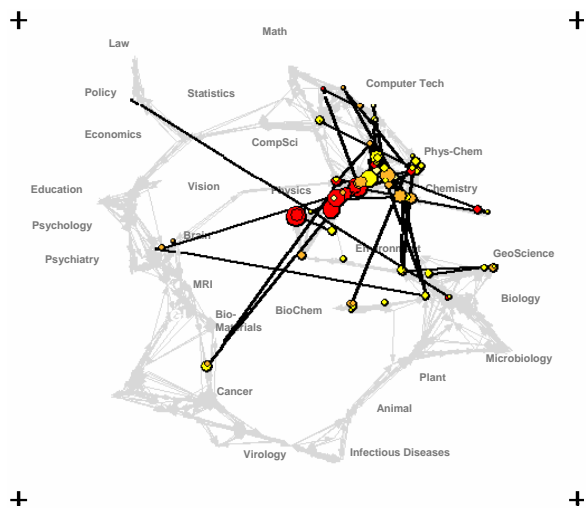 Math
Law
Computer Tech
Policy
Statistics
Economics
CompSci
Phys-Chem
Education
Vision
Physics
Chemistry
Psychology
Brain
Environment
GeoScience
Psychiatry
MRI
Biology
BioChem
Bio-
Materials
Microbiology
Plant
Cancer
Animal
Virology
Infectious Diseases